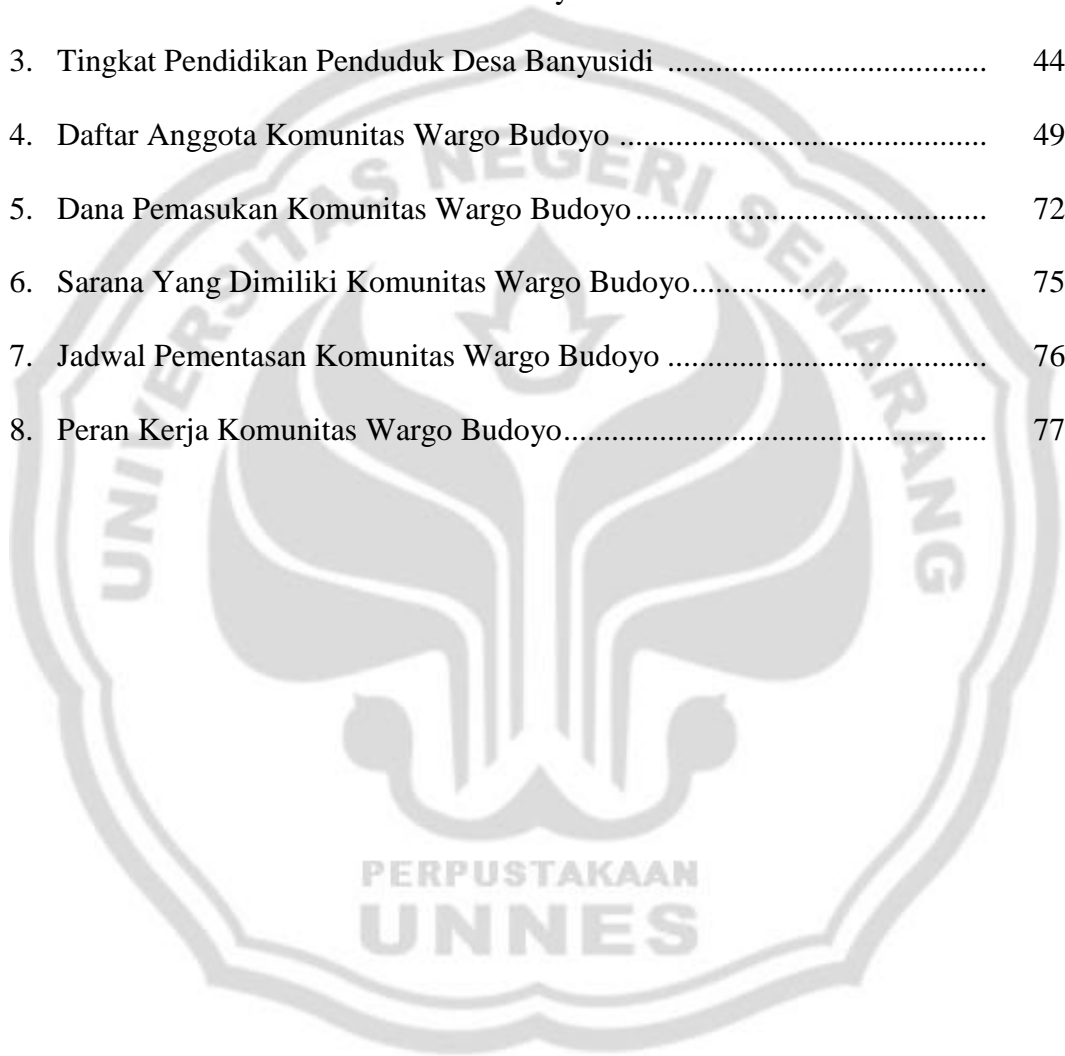 3. Tingkat Pendidikan Penduduk Desa Banyusidi ................................... 44
4. Daftar Anggota Komunitas Wargo Budoyo ......................................... 49
5. Dana Pemasukan Komunitas Wargo Budoyo ....................................... 72
6. Sarana Yang Dimiliki Komunitas Wargo Budoyo................................. 75
7. Jadwal Pementasan Komunitas Wargo Budoyo ................................... 76
8. Peran Kerja Komunitas Wargo Budoyo............................................... 77
UNIVERSITAS NEGERI SEMARANG
PERPUSTAKAAN
UNNES